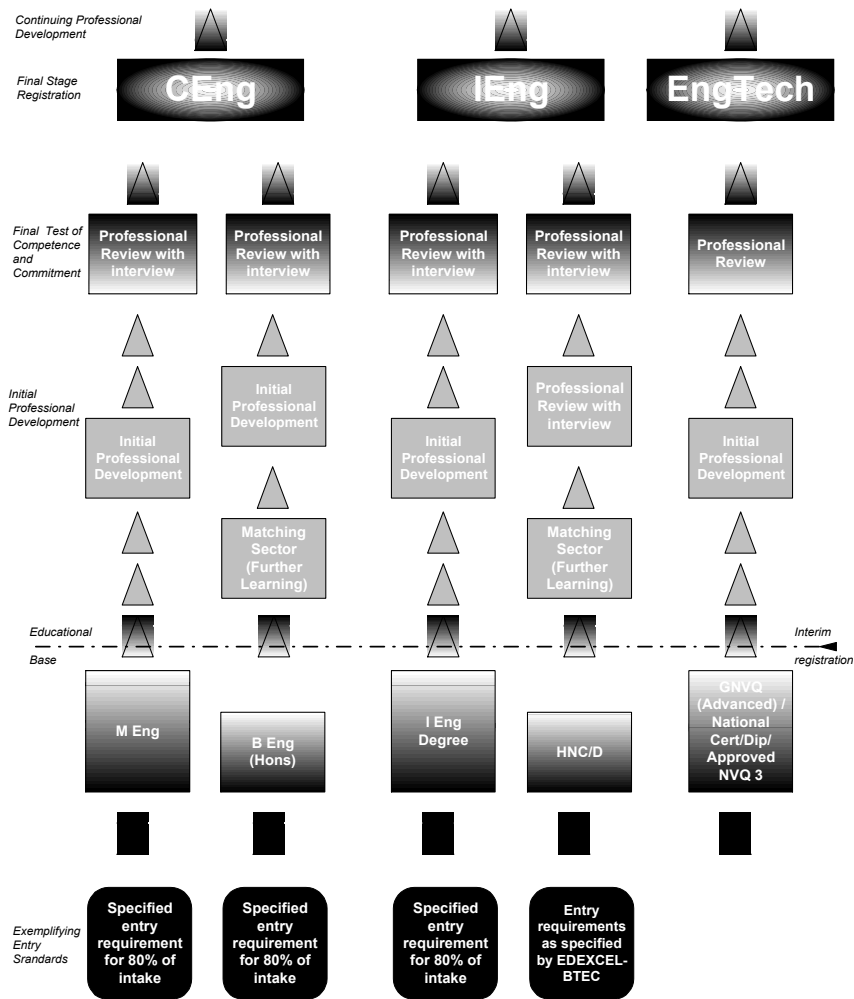 Continuing Professional
Development
Final Stage
Registration
CEng
IEng
EngTech
Final Test of
Competence
and
Commitment
Professional
Review with
interview
Professional
Review with
interview
Professional
Review with
interview
Professional
Review with
interview
Professional
Review
Initial
Professional
Development
Initial
Professional
Development
Initial
Professional
Development
Initial
Professional
Development
Professional
Review with
interview
Initial
Professional
Development
Matching
Sector
(Further
Learning)
Matching
Sector
(Further
Learning)
Educational
Base
Interim
registration
M Eng
B Eng
(Hons)
I Eng
Degree
HNC/D
GNVQ
(Advanced) /
National
Cert/Dip/
Approved
NVQ 3
Exemplifying
Entry
Srandards
Specified
entry
requirement
for 80% of
intake
Specified
entry
requirement
for 80% of
intake
Specified
entry
requirement
for 80% of
intake
Entry
requirements
as specified
by EDEXCEL-
BTEC